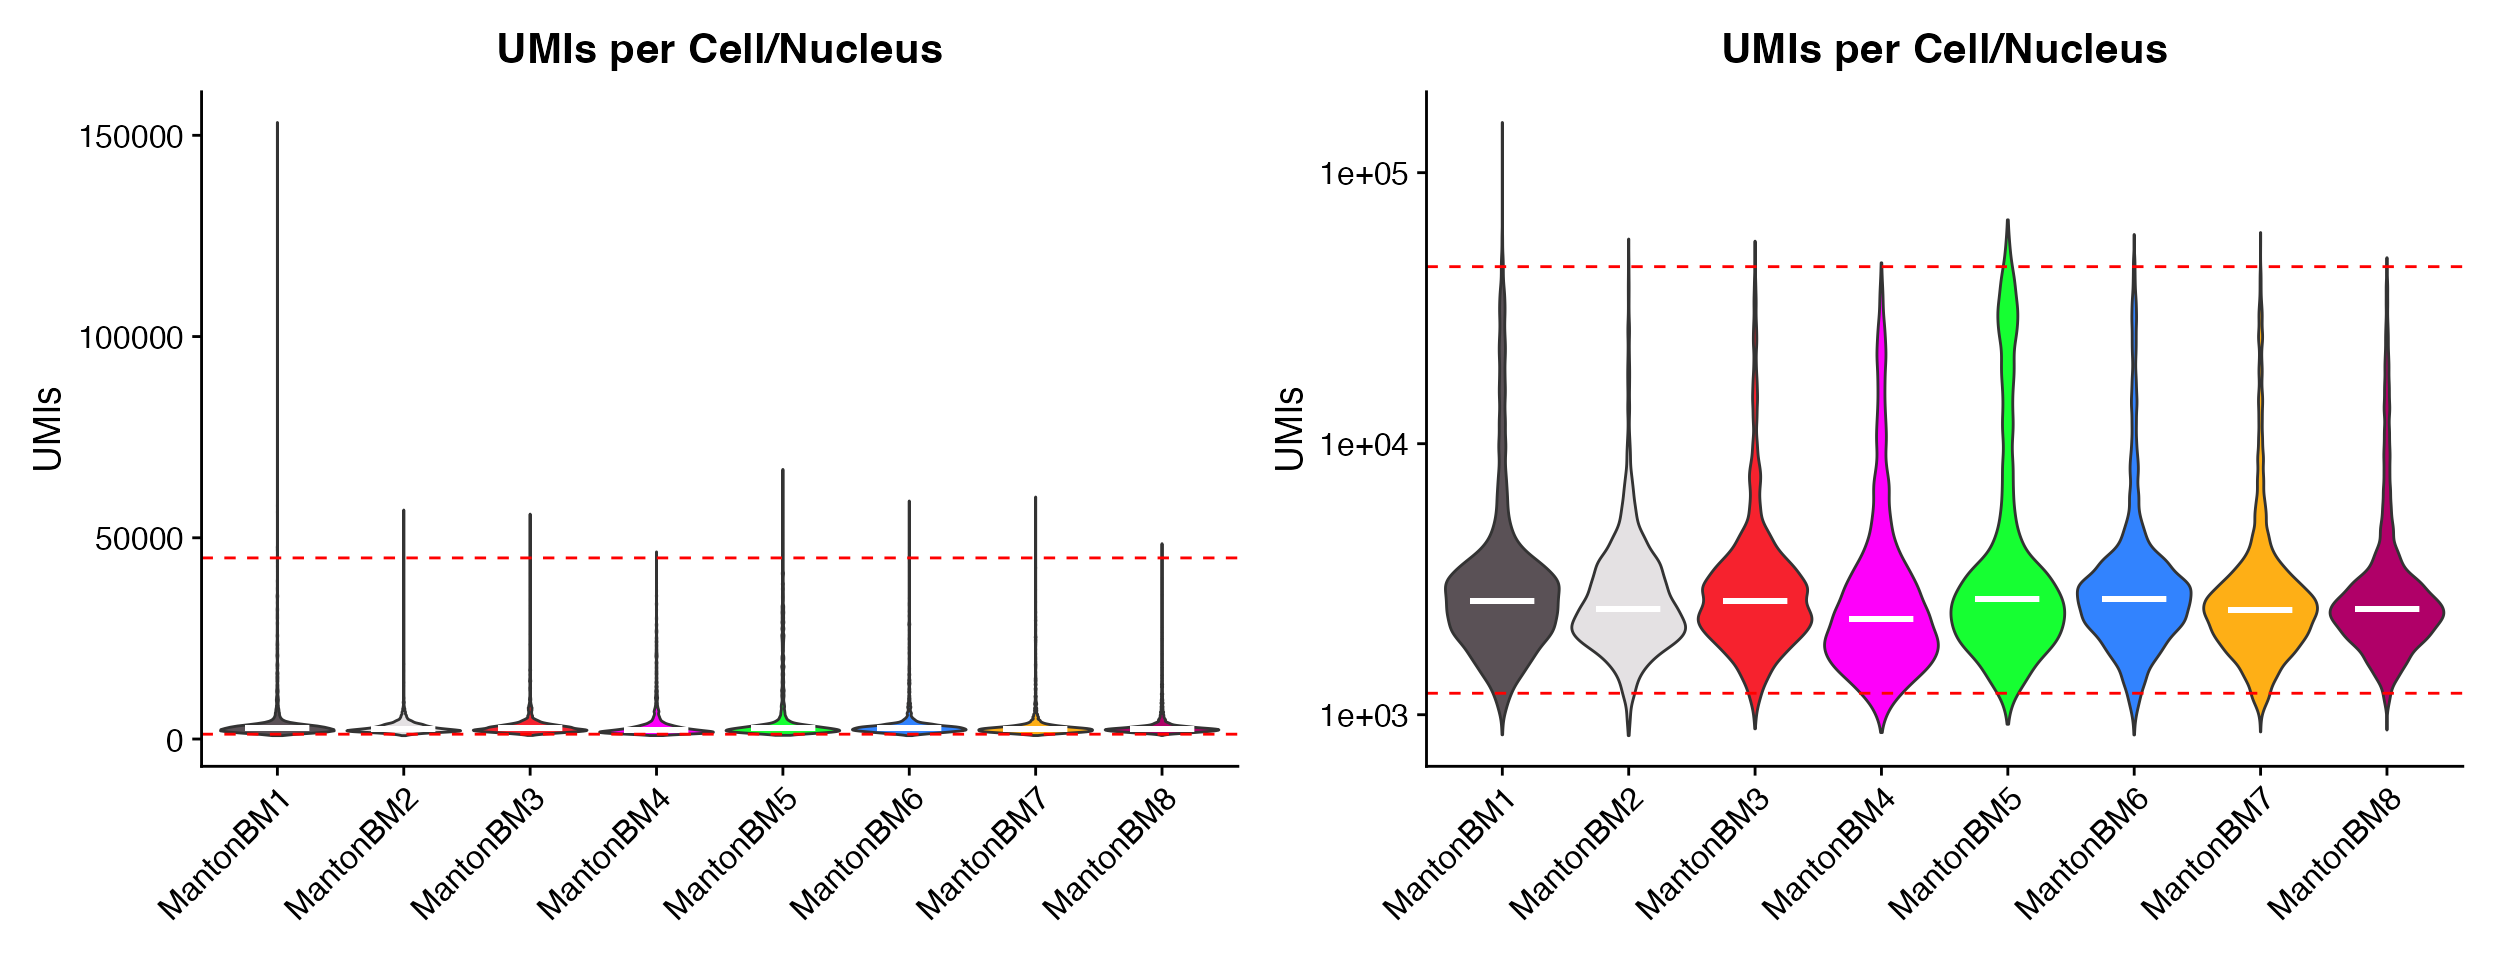 UMIs per Cell/Nucleus
UMIs
150000
100000
50000
0
MantonBM1
MantonBM2
MantonBM3
MantonBM4
MantonBM5
MantonBM6
MantonBM7
MantonBM8
UMIs per Cell/Nucleus
UMIs
1e+05
1e+04
1e+03
MantonBM1
MantonBM2
MantonBM3
MantonBM4
MantonBM5
MantonBM6
MantonBM7
MantonBM8